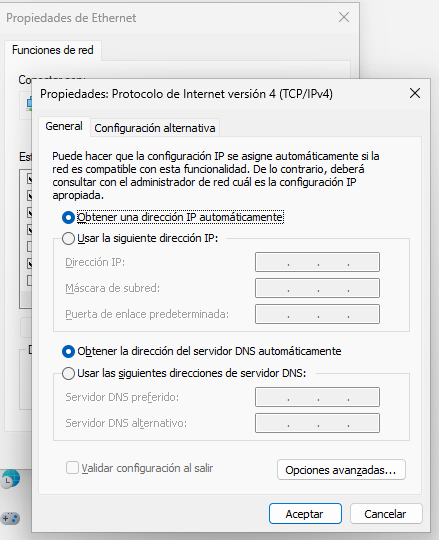 Propiedades de Ethernet
Funciones de red
Propiedades: Protocolo de Internet versión 4 (TCP/IPv4)
General
Configuración alternativa
Puede hacer que la configuración IP se asigne automáticamente si la
red es compatible con esta funcionalidad. De lo contrario, deberá
consultar con el administrador de red cuál es la configuración IP
apropiada.
Obtener una dirección IP automáticamente
Usar la siguiente dirección IP:
Dirección IP:
Máscara de subred:
Puerta de enlace predeterminada:
Obtener la dirección del servidor DNS automáticamente
Usar las siguientes direcciones de servidor DNS:
Servidor DNS preferido:
Servidor DNS alternativo:
Validar configuración al salir
Opciones avanzadas...
Aceptar
Cancelar